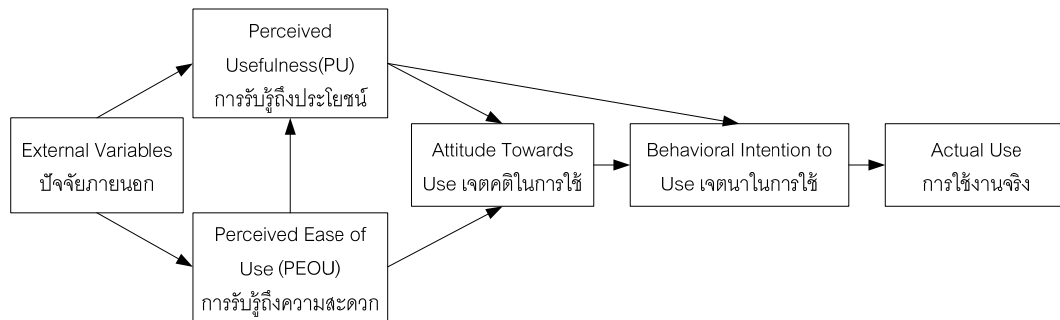 Perceived
Usefulness(PU)
การรับรู้ถึงประโยชน์
External Variables
ปัจจัยภายนอก
Attitude Towards
Use เจตคติในการใช้
Behavioral Intention to
Use เจตนาในการใช้
Actual Use
การใช้งานจริง
Perceived Ease of
Use (PEOU)
การรับรู้ถึงความสะดวก